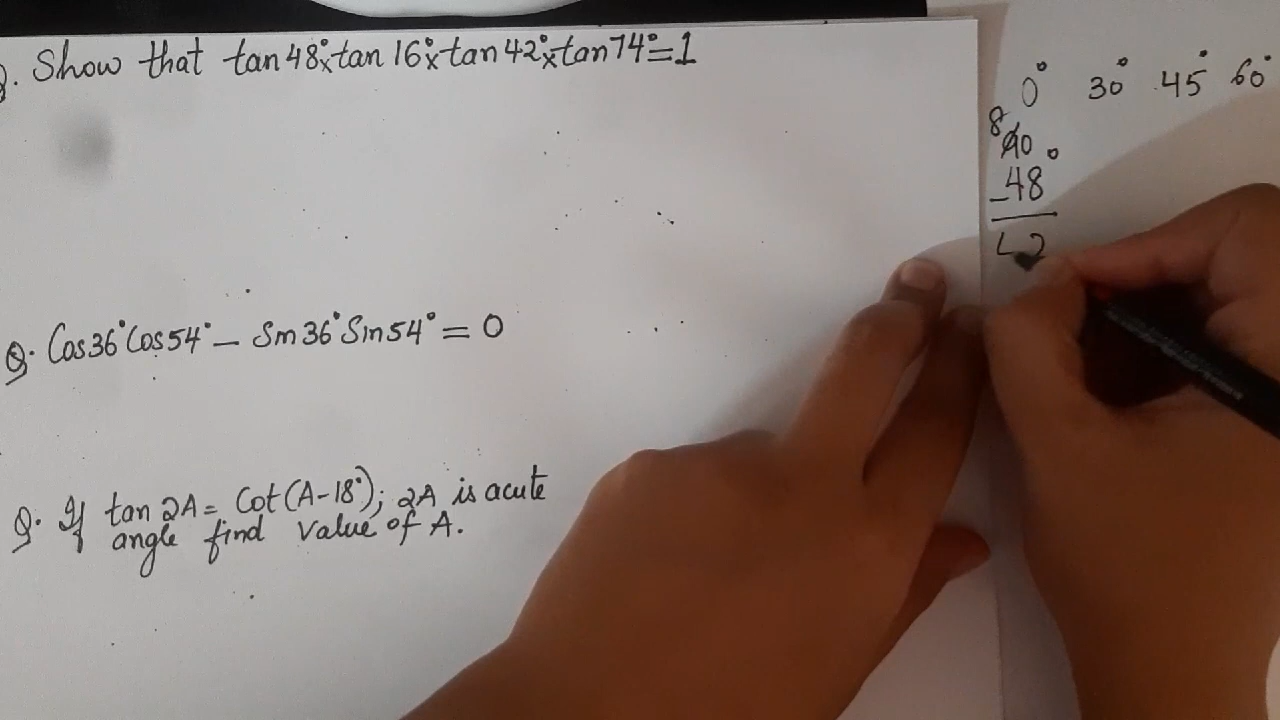 Q. Show that tan 48° × tan 16° × tan 42° × tan 74° = 1
Q. Cos 36° Cos 54° – Sin 36° Sin 54° = 0
Q. If tan 2A = Cot (A – 18°); 2A is acute
angle find value of A.
0° 30° 45° 60°
8
90°
– 48
42